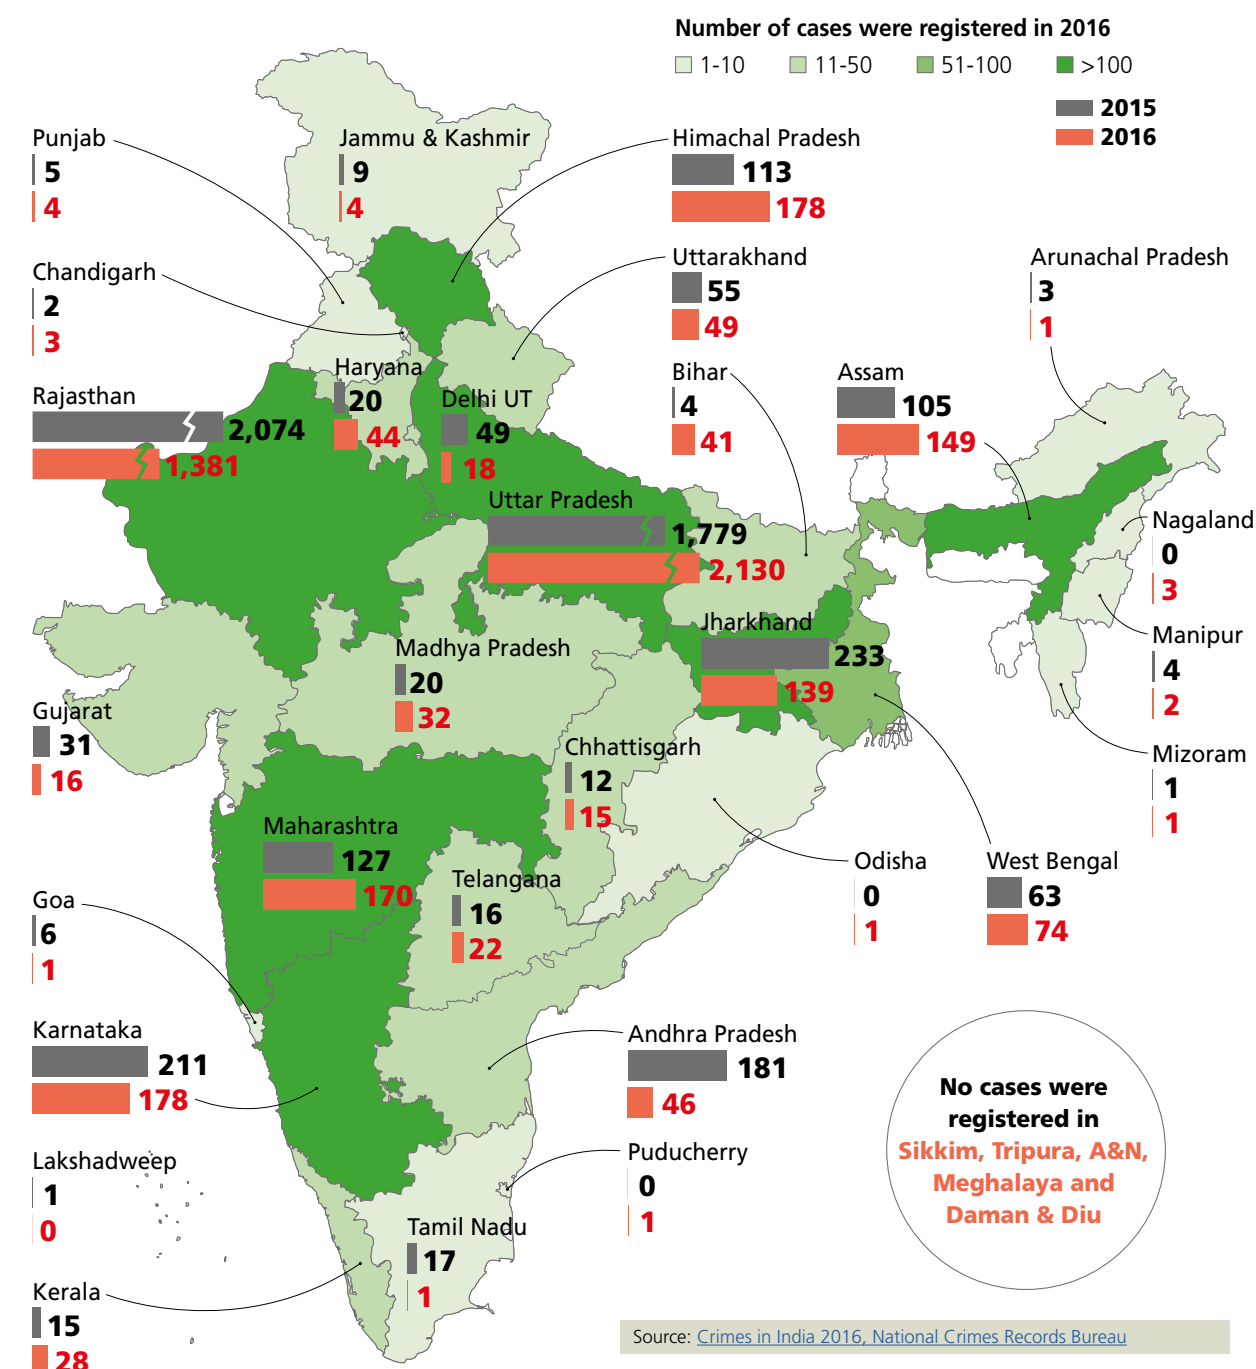 Number of cases were registered in 2016
1-10
11-50
51-100
>100
2015
2016
Punjab
5
4
Jammu & Kashmir
9
4
Himachal Pradesh
113
178
Chandigarh
2
3
Uttarakhand
55
49
Arunachal Pradesh
3
1
Rajasthan
2,074
1,381
Haryana
20
44
Delhi UT
49
18
Bihar
4
41
Assam
105
149
Uttar Pradesh
1,779
2,130
Nagaland
0
3
Jharkhand
233
139
Manipur
4
2
Madhya Pradesh
20
32
Gujarat
31
16
Chhattisgarh
12
15
Mizoram
1
1
Maharashtra
127
170
Telangana
16
22
Odisha
0
1
West Bengal
63
74
Goa
6
1
Karnataka
211
178
Andhra Pradesh
181
46
Lakshadweep
1
0
Puducherry
0
1
Tamil Nadu
17
1
Kerala
15
28
No cases were
registered in
Sikkim, Tripura, A&N,
Meghalaya and
Daman & Diu
Source: Crimes in India 2016, National Crimes Records Bureau